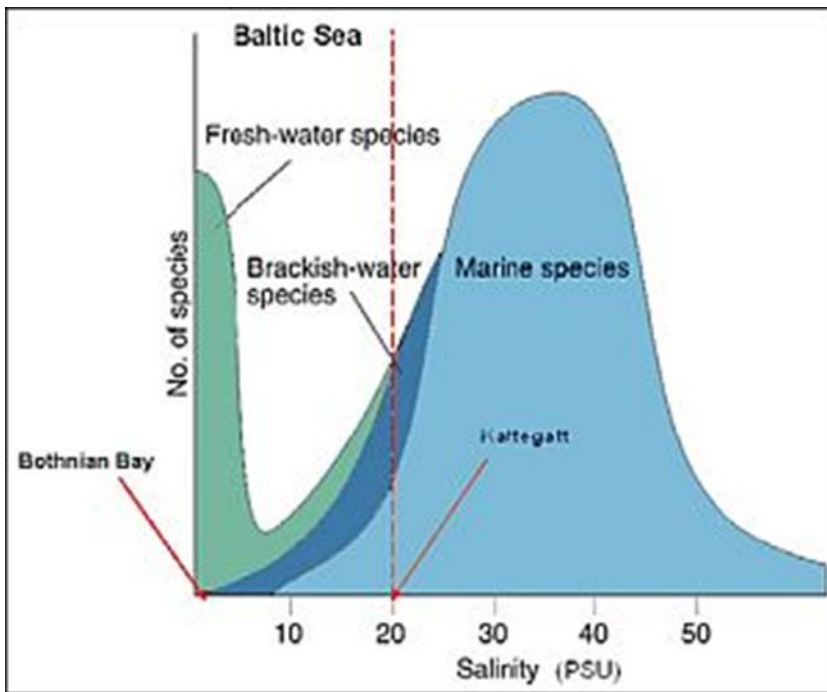 Baltic Sea
Fresh-water species
Brackish-water
species
Marine species
No. of species
Bothnian Bay
Kattegatt
10
20
30
40
50
Salinity (PSU)